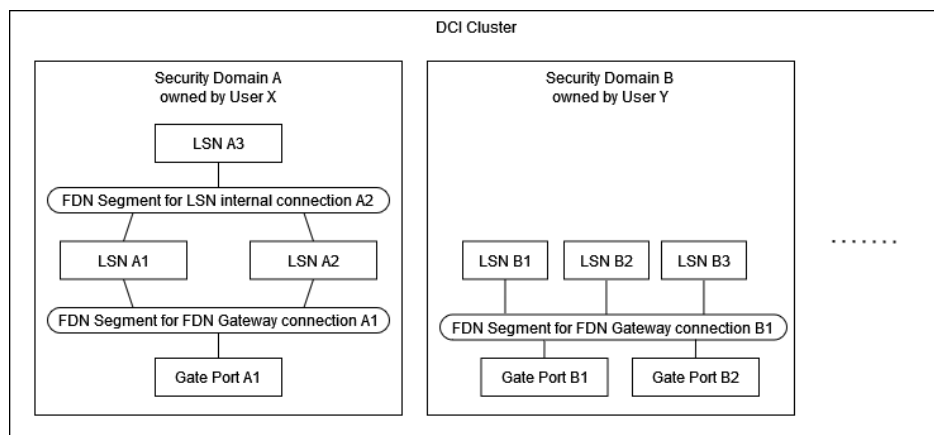 DCI Cluster
Security Domain A
owned by User X
LSN A3
FDN Segment for LSN internal connection A2
LSN A1
LSN A2
FDN Segment for FDN Gateway connection A1
Gate Port A1
Security Domain B
owned by User Y
LSN B1
LSN B2
LSN B3
FDN Segment for FDN Gateway connection B1
Gate Port B1
Gate Port B2
.......